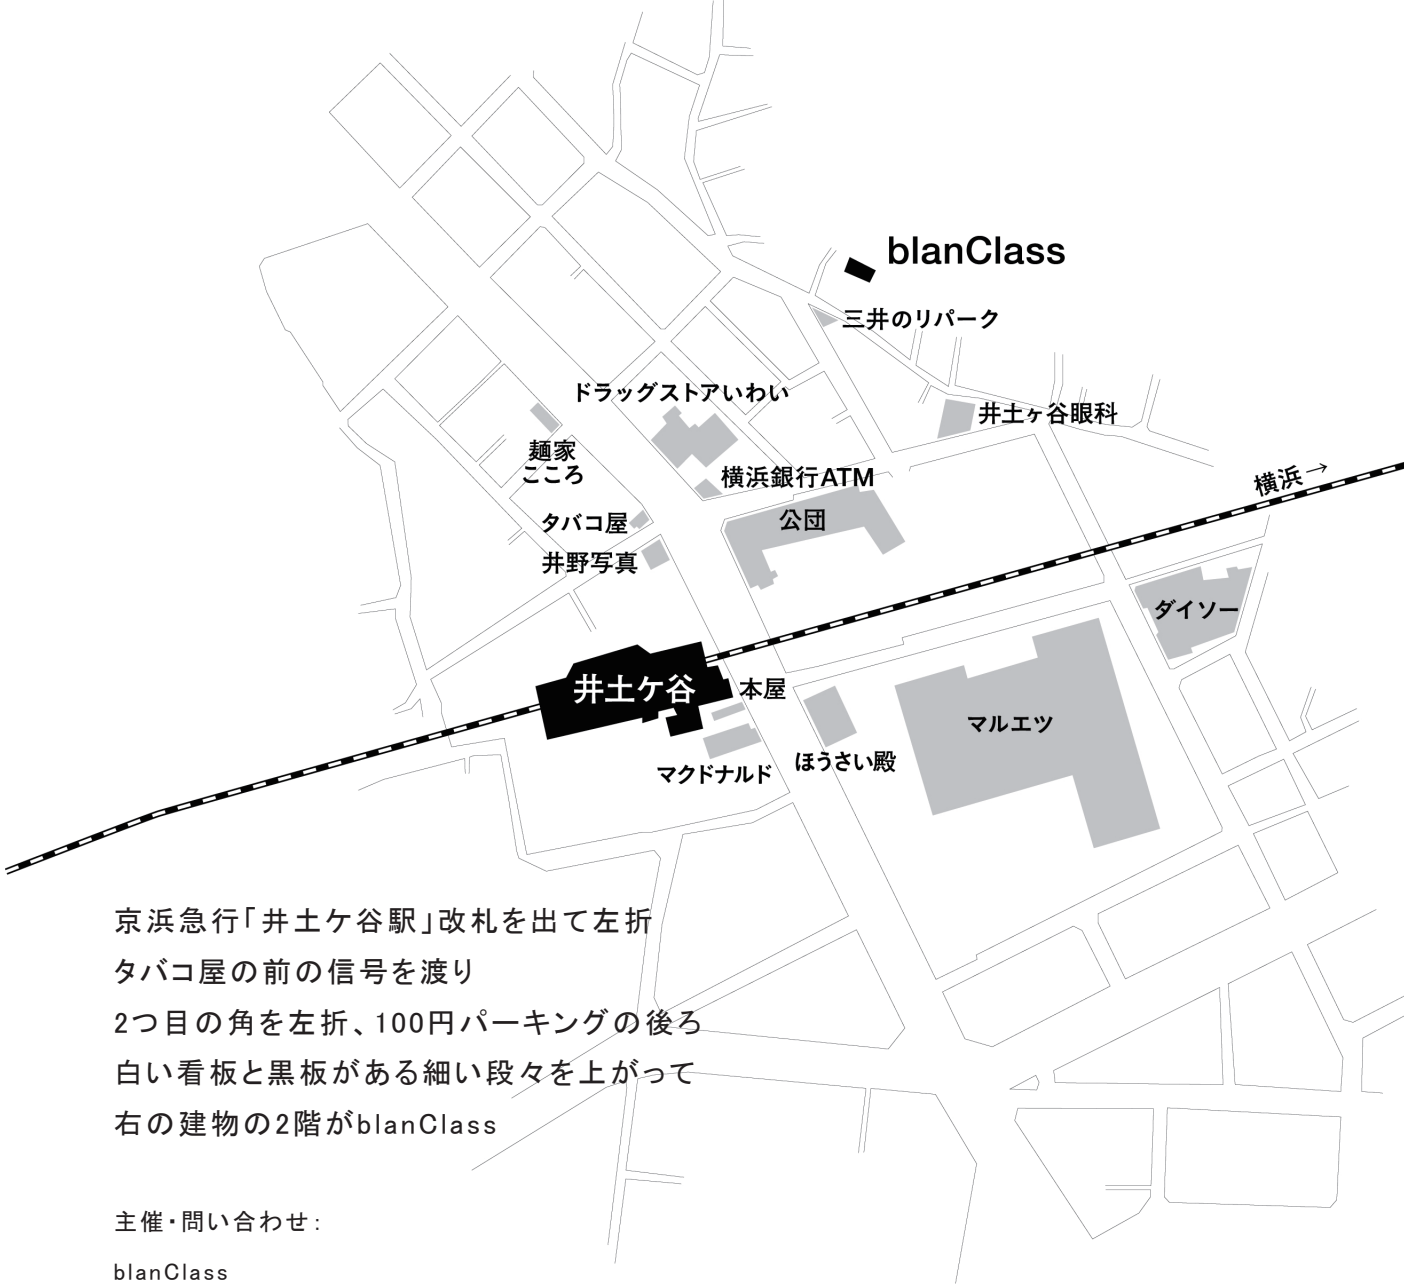 blanClass
三井のリパーク
ドラッグストアいわい
井土ヶ谷眼科
麺家
こころ
横浜銀行ATM
横浜→
タバコ屋
公団
井野写真
ダイソー
井土ケ谷
本屋
マルエツ
ほうさい殿
マクドナルド
京浜急行「井土ケ谷駅」改札を出て左折
タバコ屋の前の信号を渡り
2つ目の角を左折、100円パーキングの後ろ
白い看板と黒板がある細い段々を上がって
右の建物の2階がblanClass
主催・問い合わせ:
blanClass